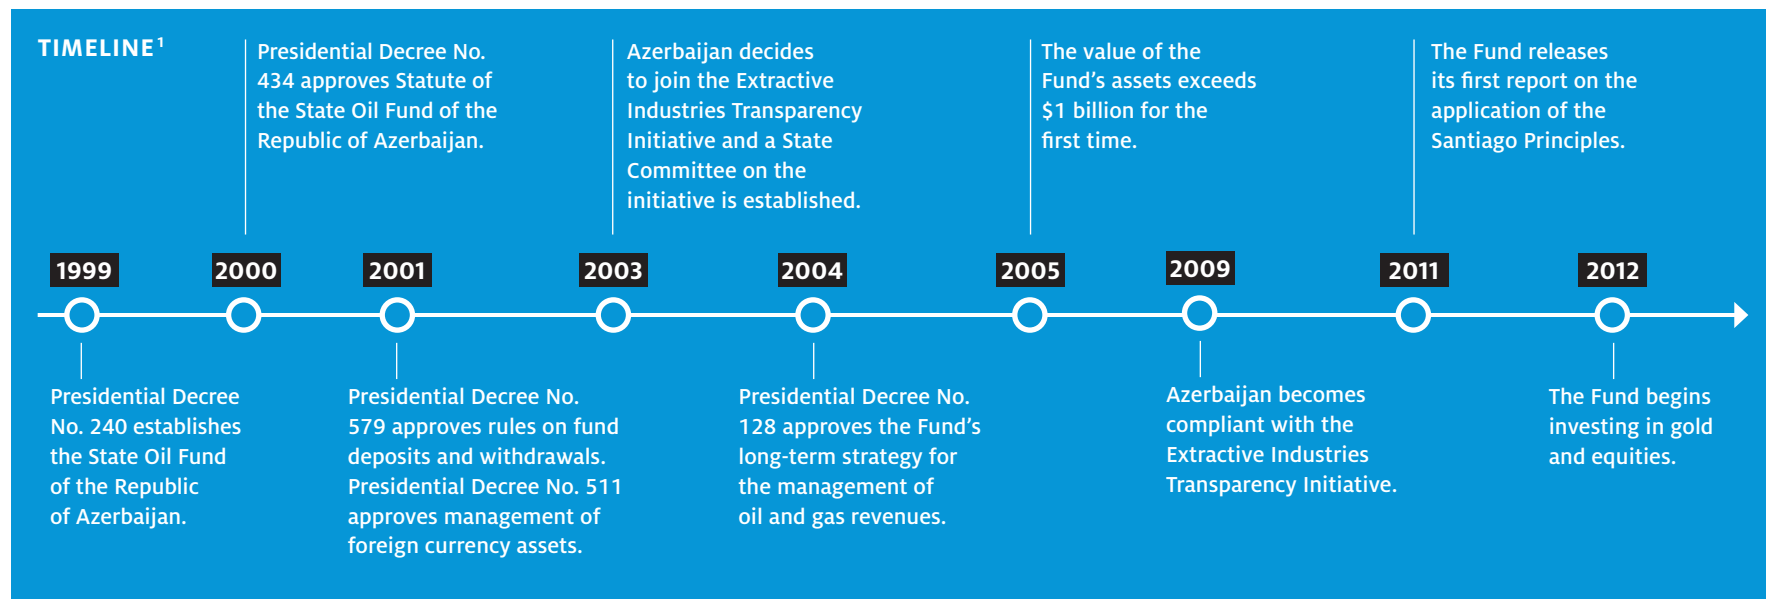 TIMELINE¹
Presidential Decree No.
434 approves Statute of
the State Oil Fund of the
Republic of Azerbaijan.
Azerbaijan decides
to join the Extractive
Industries Transparency
Initiative and a State
Committee on the
initiative is established.
The value of the
Fund’s assets exceeds
$1 billion for the
first time.
The Fund releases
its first report on the
application of the
Santiago Principles.
1999
2000
2001
2003
2004
2005
2009
2011
2012
Presidential Decree
No. 240 establishes
the State Oil Fund
of the Republic
of Azerbaijan.
Presidential Decree No.
579 approves rules on fund
deposits and withdrawals.
Presidential Decree No. 511
approves management of
foreign currency assets.
Presidential Decree No.
128 approves the Fund’s
long-term strategy for
the management of
oil and gas revenues.
Azerbaijan becomes
compliant with the
Extractive Industries
Transparency Initiative.
The Fund begins
investing in gold
and equities.